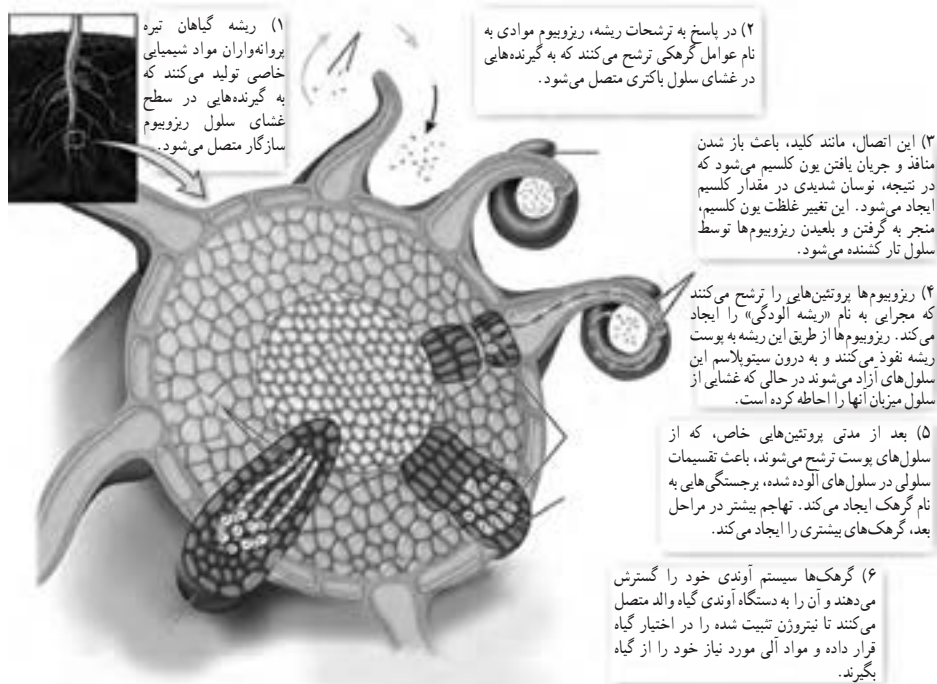 ۱) ریشه گیاهان تیره
پروانه‌واران مواد شیمیایی
خاصی تولید می‌کنند که
به گیرنده‌هایی در سطح
غشای سلول ریزوبیوم
سازگار متصل می‌شود.
۲) در پاسخ به ترشحات ریشه، ریزوبیوم موادی به
نام عوامل گرهکی ترشح می‌کنند که به گیرنده‌هایی
در غشای سلول باکتری متصل می‌شود.
۳) این اتصال، مانند کلید، باعث باز شدن
منافذ و جریان یافتن یون کلسیم می‌شود که
در نتیجه، نوسان شدیدی در مقدار کلسیم
ایجاد می‌شود. این تغییر غلظت یون کلسیم،
منجر به گرفتن و بلعیدن ریزوبیوم‌ها توسط
سلول تار کشنده می‌شود.
۴) ریزوبیوم‌ها پروتئین‌هایی را ترشح می‌کنند
که مجرایی به نام «ریشه آلودگی» را ایجاد
می‌کند. ریزوبیوم‌ها از طریق این ریشه به پوست
ریشه نفوذ می‌کنند و به درون سیتوپلاسم این
سلول‌های آزاد می‌شوند در حالی که غشایی از
سلول میزبان آنها را احاطه کرده است.
۵) بعد از مدتی پروتئین‌هایی خاص، که از
سلول‌های پوست ترشح می‌شوند، باعث تقسیمات
سلولی در سلول‌های آلوده شده، برجستگی‌هایی به
نام گرهک ایجاد می‌کند. تهاجم بیشتر در مراحل
بعد، گرهک‌های بیشتری را ایجاد می‌کند.
۶) گرهک‌ها سیستم آوندی خود را گسترش
می‌دهند و آن را به دستگاه آوندی گیاه والد متصل
می‌کنند تا نیتروژن تثبیت شده را در اختیار گیاه
قرار داده و مواد آلی مورد نیاز خود را از گیاه
بگیرند.